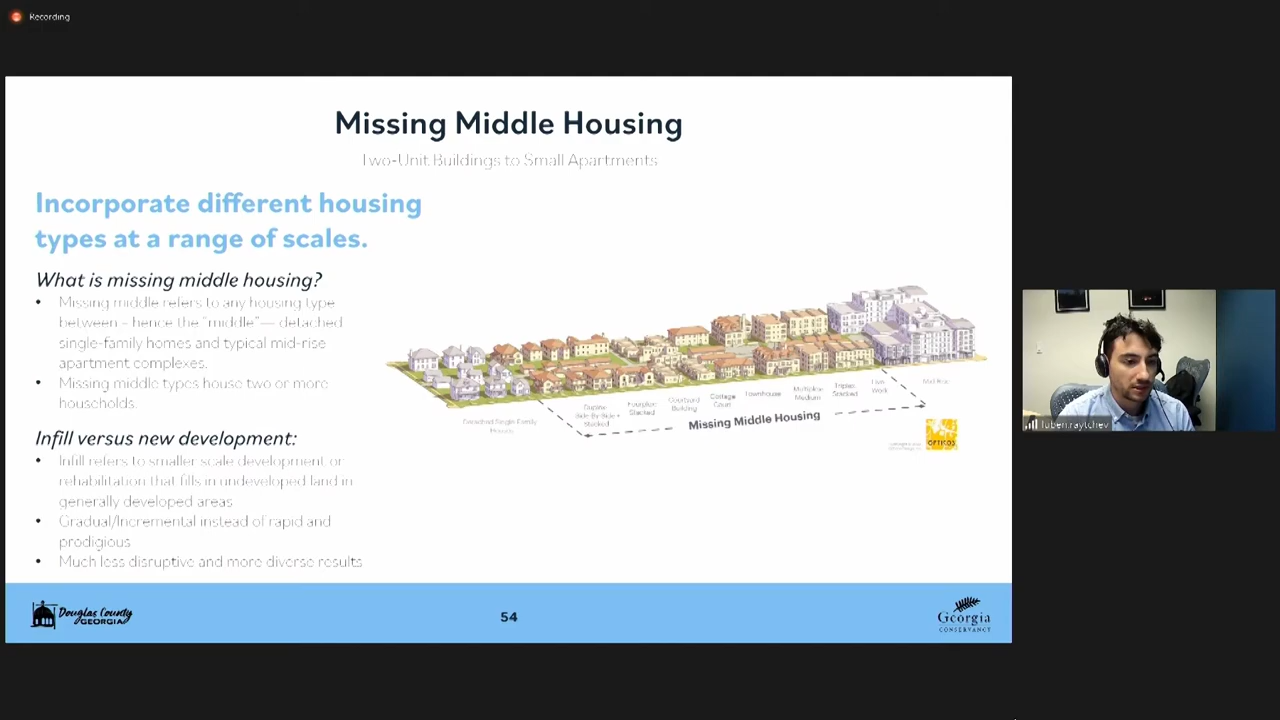 Recording
Missing Middle Housing
Two-Unit Buildings to Small Apartments
Incorporate different housing
types at a range of scales.
What is missing middle housing?
• Missing middle refers to any housing type
between - hence the "middle"— detached
single-family homes and typical mid-rise
apartment complexes.
• Missing middle types house two or more
households.
Infill versus new development:
• Infill refers to smaller scale development or
rehabilitation that fills in undeveloped land in
generally developed areas
• Gradual/Incremental instead of rapid and
prodigious
• Much less disruptive and more diverse results
Detached Single-Family
Houses
Duplex
Side-By-Side +
Stacked
Fourplex:
Stacked
Courtyard
Building
Cottage
Court
Townhouse
Multiplex:
Medium
Triplex:
Stacked
Live-
Work
Mid-Rise
Missing Middle Housing
OPTICOS
Douglas County
GEORGIA
54
Georgia
CONSERVANCY
luben.raytchev